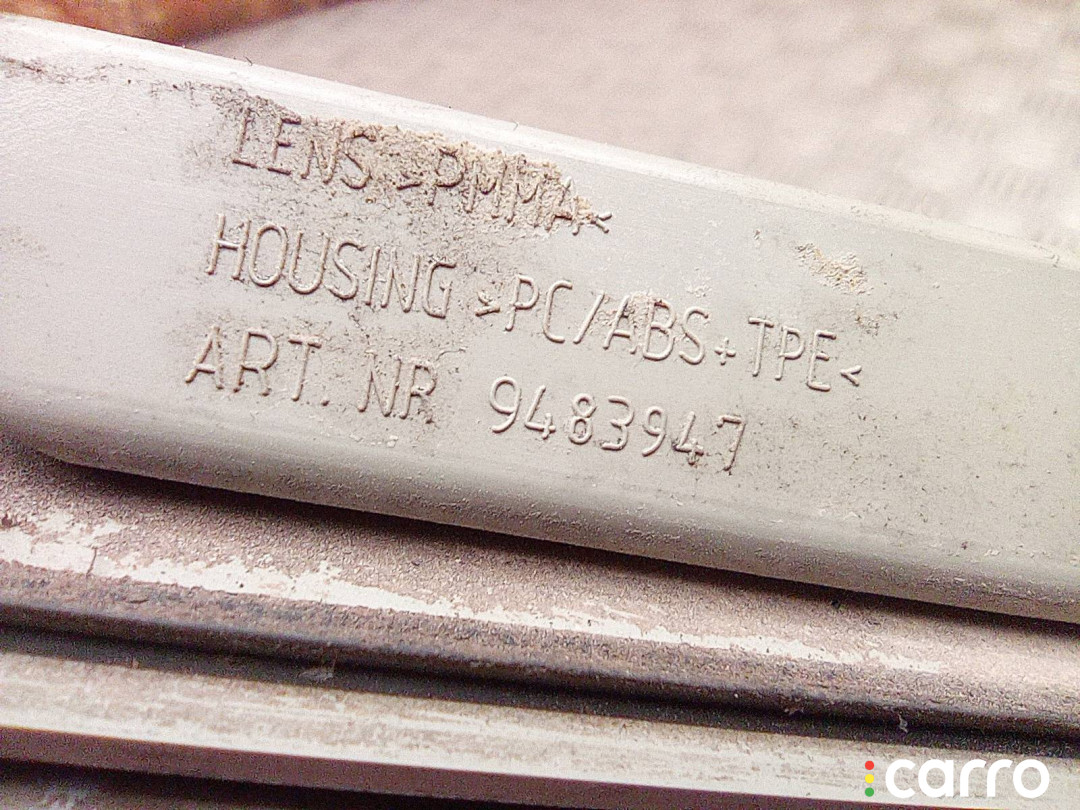 LENS >PMMA<
HOUSING >PC/ABS+TPE<
ART. NR 9483947
carro